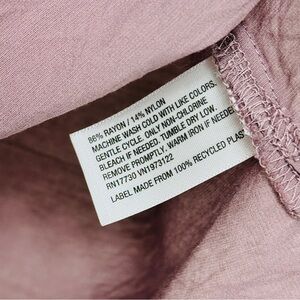 86% RAYON / 14% NYLON
MACHINE WASH COLD WITH LIKE COLORS.
GENTLE CYCLE. ONLY NON-CHLORINE
BLEACH IF NEEDED. TUMBLE DRY LOW.
REMOVE PROMPTLY. WARM IRON IF NEEDED.
RN17730 VN1973122
LABEL MADE FROM 100% RECYCLED PLAS